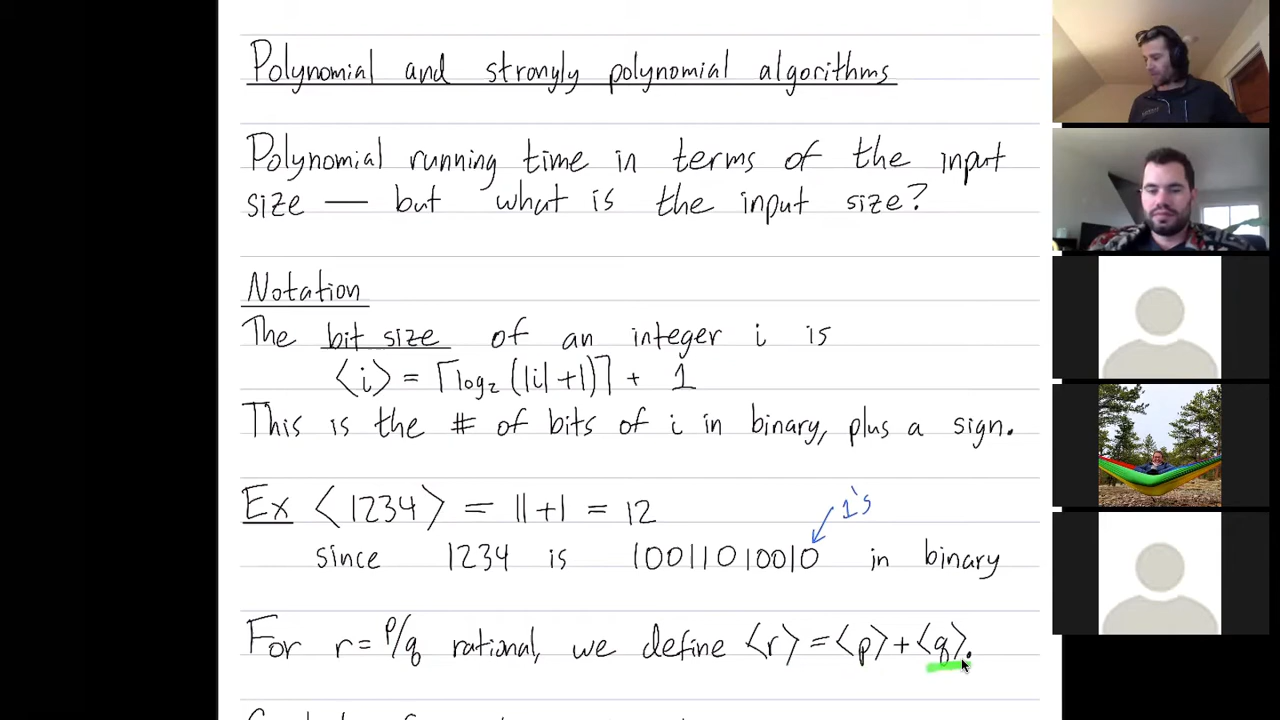 Polynomial and strongly polynomial algorithms
Polynomial running time in terms of the input
size — but what is the input size?
Notation
The bit size of an integer i is
⟨i⟩ = ⌈log₂(|i|+1)⌉ + 1
This is the # of bits of i in binary, plus a sign.
Ex ⟨1234⟩ = 11+1 = 12
1's
since 1234 is 10011010010 in binary
For r = p/q rational, we define ⟨r⟩ = ⟨p⟩ + ⟨q⟩.